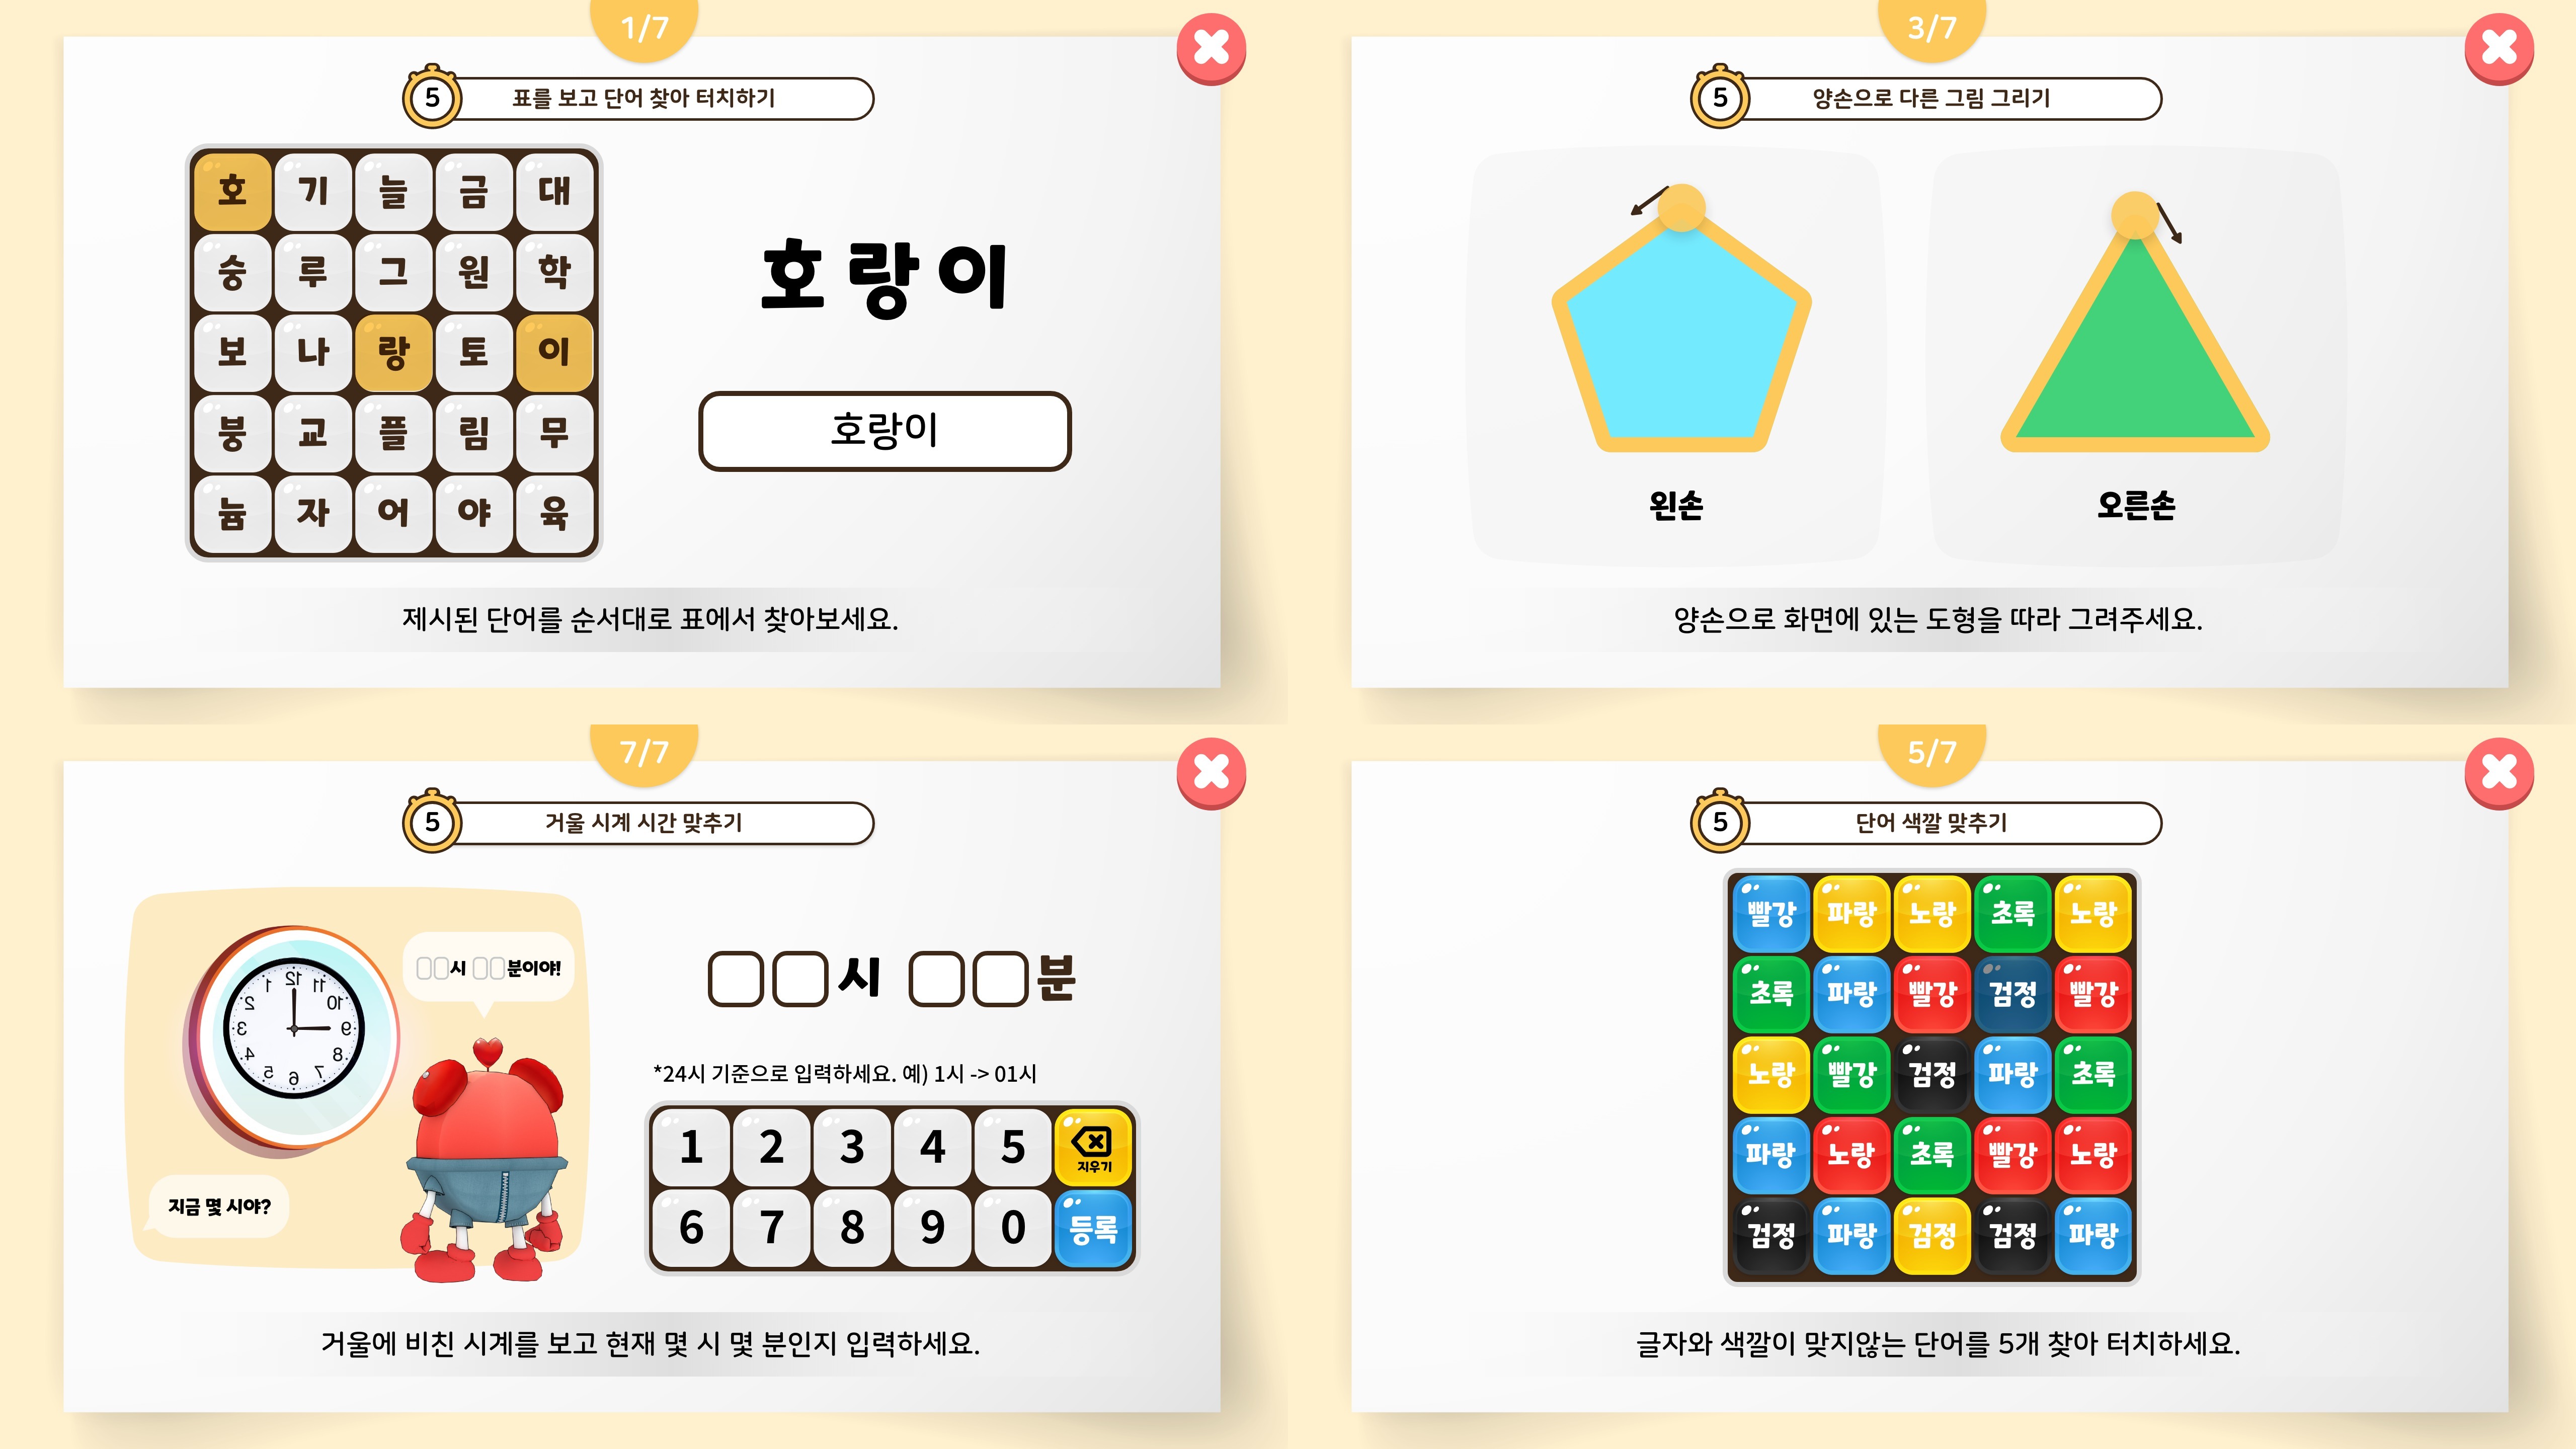 1/7
5 표를 보고 단어 찾아 터치하기
호 기 늘 금 대
숭 루 그 원 학
보 나 랑 토 이
붕 교 플 림 무
늄 자 어 야 육
호랑이
호랑이
제시된 단어를 순서대로 표에서 찾아보세요.
3/7
5 양손으로 다른 그림 그리기
왼손 오른손
양손으로 화면에 있는 도형을 따라 그려주세요.
7/7
5 거울 시계 시간 맞추기
12
1 11
2 10
3 9
4 8
5 7
6
시 분이야!
지금 몇 시야?
시 분
*24시 기준으로 입력하세요. 예) 1시 -> 01시
1 2 3 4 5 지우기
6 7 8 9 0 등록
거울에 비친 시계를 보고 현재 몇 시 몇 분인지 입력하세요.
5/7
5 단어 색깔 맞추기
빨강 파랑 노랑 초록 노랑
초록 파랑 빨강 검정 빨강
노랑 빨강 검정 파랑 초록
파랑 노랑 초록 빨강 노랑
검정 파랑 검정 검정 파랑
글자와 색깔이 맞지않는 단어를 5개 찾아 터치하세요.